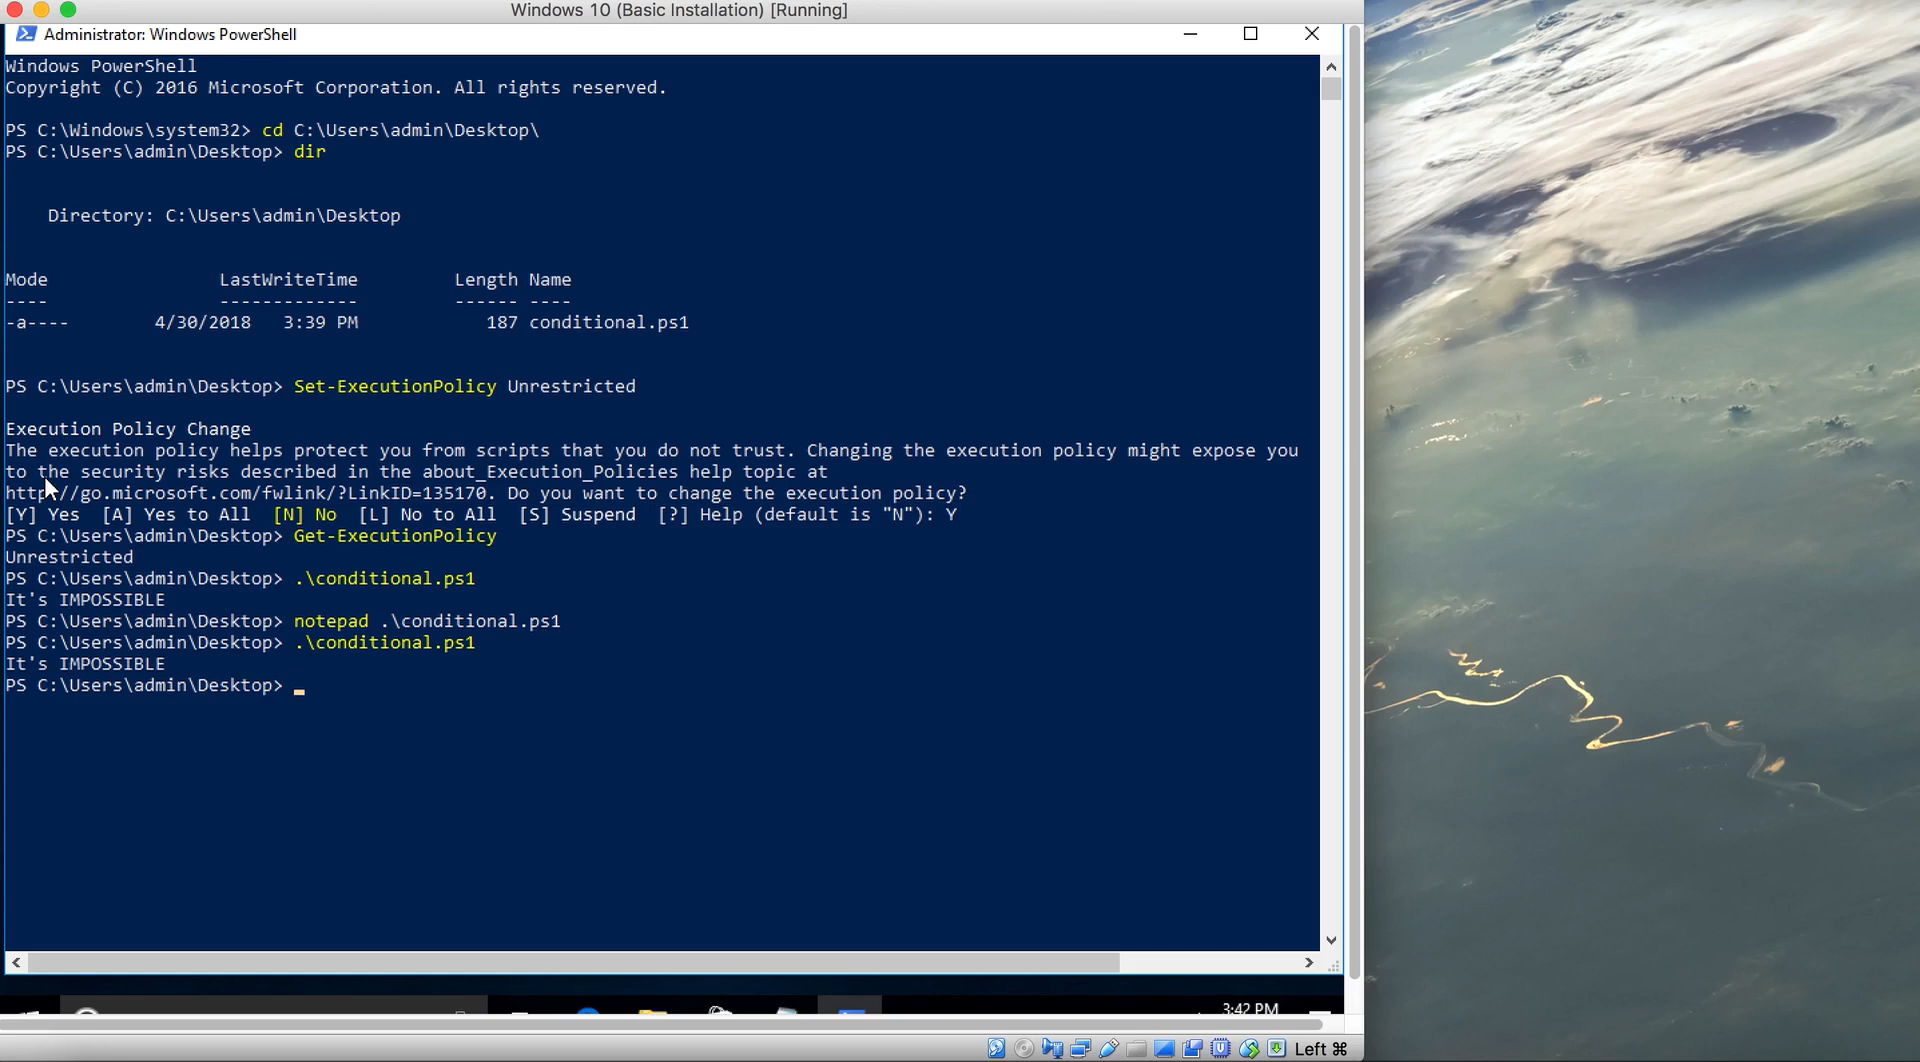 Windows 10 (Basic Installation) [Running]
Administrator: Windows PowerShell
Windows PowerShell
Copyright (C) 2016 Microsoft Corporation. All rights reserved.
PS C:\Windows\system32> cd C:\Users\admin\Desktop\
PS C:\Users\admin\Desktop> dir
Directory: C:\Users\admin\Desktop
Mode LastWriteTime Length Name
---- ------------- ------ ----
-a---- 4/30/2018 3:39 PM 187 conditional.ps1
PS C:\Users\admin\Desktop> Set-ExecutionPolicy Unrestricted
Execution Policy Change
The execution policy helps protect you from scripts that you do not trust. Changing the execution policy might expose you
to the security risks described in the about_Execution_Policies help topic at
http://go.microsoft.com/fwlink/?LinkID=135170. Do you want to change the execution policy?
[Y] Yes [A] Yes to All [N] No [L] No to All [S] Suspend [?] Help (default is "N"): Y
PS C:\Users\admin\Desktop> Get-ExecutionPolicy
Unrestricted
PS C:\Users\admin\Desktop> .\conditional.ps1
It's IMPOSSIBLE
PS C:\Users\admin\Desktop> notepad .\conditional.ps1
PS C:\Users\admin\Desktop> .\conditional.ps1
It's IMPOSSIBLE
PS C:\Users\admin\Desktop>
3:42 PM
Left ⌘